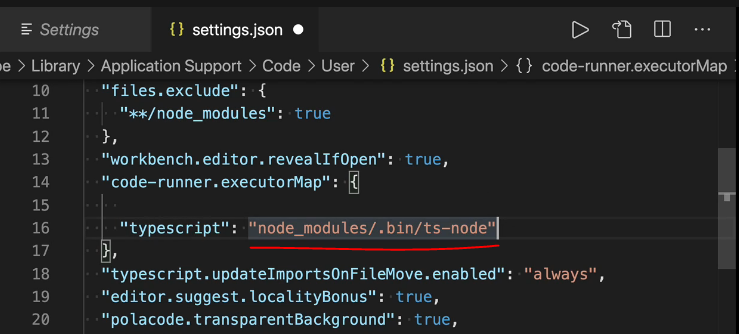 Settings
{} settings.json
be > Library > Application Support > Code > User > {} settings.json > {} code-runner.executorMap
10 "files.exclude": {
11 "**/node_modules": true
12 },
13 "workbench.editor.revealIfOpen": true,
14 "code-runner.executorMap": {
15
16 "typescript": "node_modules/.bin/ts-node"
17 },
18 "typescript.updateImportsOnFileMove.enabled": "always",
19 "editor.suggest.localityBonus": true,
20 "polacode.transparentBackground": true,